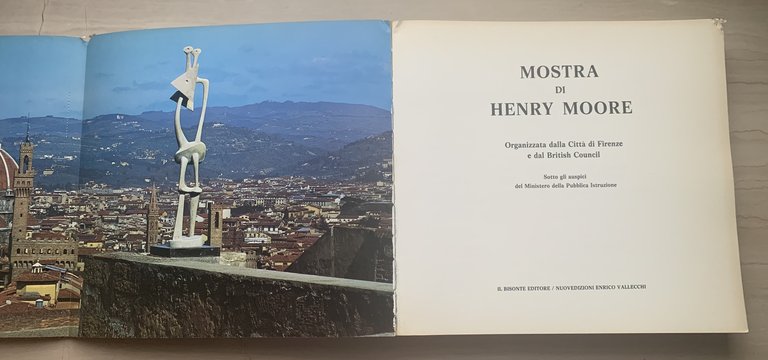 MOSTRA
DI
HENRY MOORE
Organizzata dalla Città di Firenze
e dal British Council
Sotto gli auspici
del Ministero della Pubblica Istruzione
IL BISONTE EDITORE / NUOVEDIZIONI ENRICO VALLECCHI